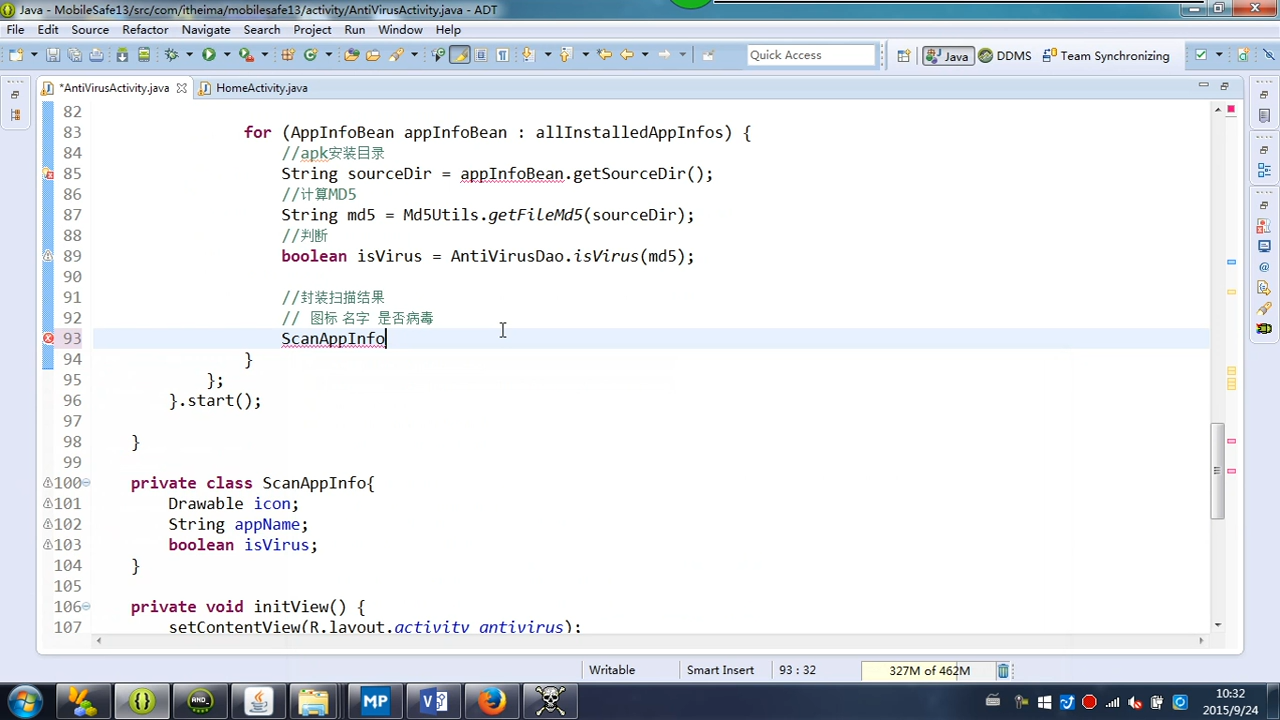 Java - MobileSafe13/src/com/itheima/mobilesafe13/activity/AntiVirusActivity.java - ADT
File Edit Source Refactor Navigate Search Project Run Window Help
Quick Access Java DDMS Team Synchronizing
*AntiVirusActivity.java HomeActivity.java
82
83 for (AppInfoBean appInfoBean : allInstalledAppInfos) {
84 //apk安装目录
85 String sourceDir = appInfoBean.getSourceDir();
86 //计算MD5
87 String md5 = Md5Utils.getFileMd5(sourceDir);
88 //判断
89 boolean isVirus = AntiVirusDao.isVirus(md5);
90
91 //封装扫描结果
92 // 图标 名字 是否病毒
93 ScanAppInfo
94 }
95 };
96 }.start();
97
98 }
99
100 private class ScanAppInfo{
101 Drawable icon;
102 String appName;
103 boolean isVirus;
104 }
105
106 private void initView() {
107 setContentView(R.layout.activity_antivirus);
Writable Smart Insert 93 : 32 327M of 462M
MP
10:32
2015/9/24